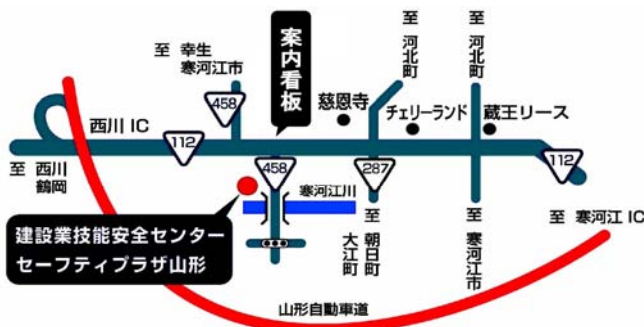 至 幸生
寒河江市
案内看板
至 河北町
至 河北町
458
慈恩寺
チェリーランド
蔵王リース
西川 IC
112
至 西川
鶴岡
458
287
112
寒河江川
建設業技能安全センター
セーフティプラザ山形
至 朝日町
大江町
至 寒河江市
至 寒河江 IC
山形自動車道